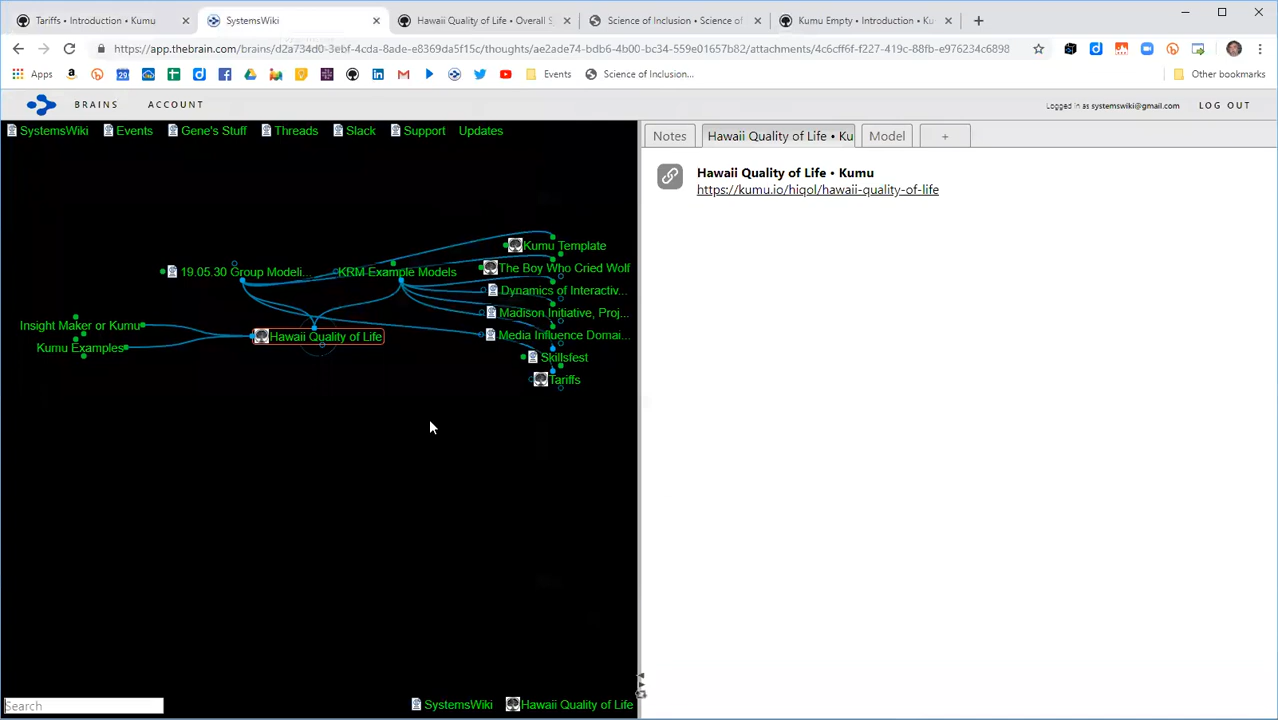 Tariffs • Introduction • Kumu
SystemsWiki
Hawaii Quality of Life • Overall S
Science of Inclusion • Science of
Kumu Empty • Introduction • Ku
https://app.thebrain.com/brains/d2a734d0-3ebf-4cda-8ade-e8369da5f15c/thoughts/ae2ade74-bdb6-4b00-bc34-559e01657b82/attachments/4c6cff6f-f227-419c-88fb-e976234c6898
Apps
29
Events
Science of Inclusion...
Other bookmarks
BRAINS
ACCOUNT
Logged in as systemswiki@gmail.com
LOG OUT
SystemsWiki
Events
Gene's Stuff
Threads
Slack
Support
Updates
Notes
Hawaii Quality of Life • Ku
Model
+
Hawaii Quality of Life • Kumu
https://kumu.io/hiqol/hawaii-quality-of-life
Kumu Template
19.05.30 Group Modeli...
KRM Example Models
The Boy Who Cried Wolf
Dynamics of Interactiv...
Madison Initiative, Proj...
Insight Maker or Kumu
Hawaii Quality of Life
Media Influence Domai...
Kumu Examples
Skillsfest
Tariffs
Search
SystemsWiki
Hawaii Quality of Life